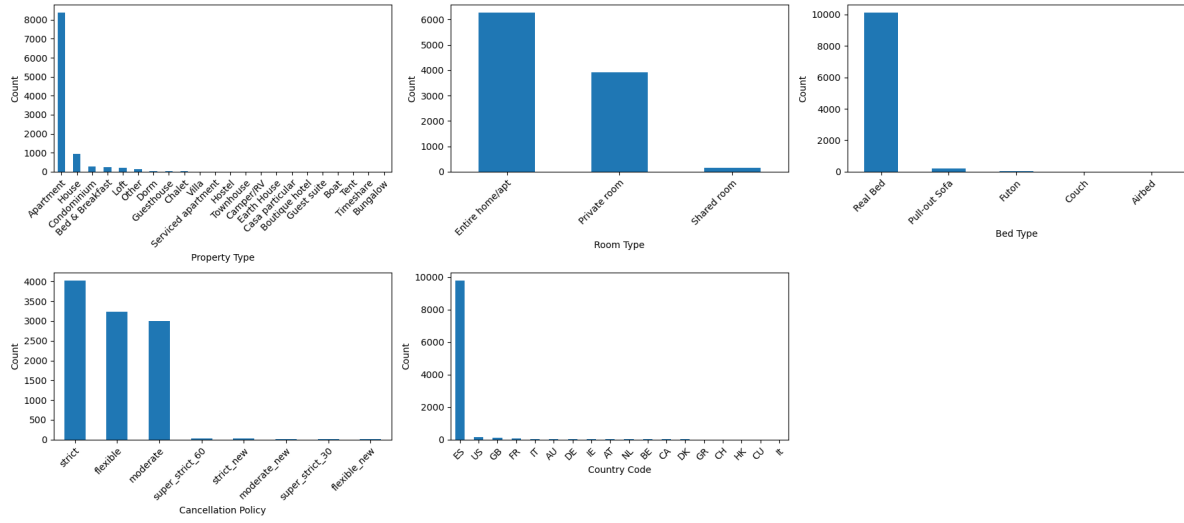 8000
7000
6000
5000
4000
3000
2000
1000
0
Count
Apartment
House
Condominium
Bed & Breakfast
Loft
Other
Dorm
Guesthouse
Chalet
Villa
Serviced apartment
Hostel
Townhouse
Camper/RV
Earth House
Casa particular
Boutique hotel
Guest suite
Boat
Tent
Timeshare
Bungalow
Property Type
6000
5000
4000
3000
2000
1000
0
Count
Entire home/apt
Private room
Shared room
Room Type
10000
8000
6000
4000
2000
0
Count
Real Bed
Pull-out Sofa
Futon
Couch
Airbed
Bed Type
4000
3500
3000
2500
2000
1500
1000
500
0
Count
strict
flexible
moderate
super_strict_60
strict_new
moderate_new
super_strict_30
flexible_new
Cancellation Policy
10000
8000
6000
4000
2000
0
Count
ES
US
GB
FR
IT
AU
DE
IE
AT
NL
BE
CA
DK
GR
CH
HK
CU
It
Country Code